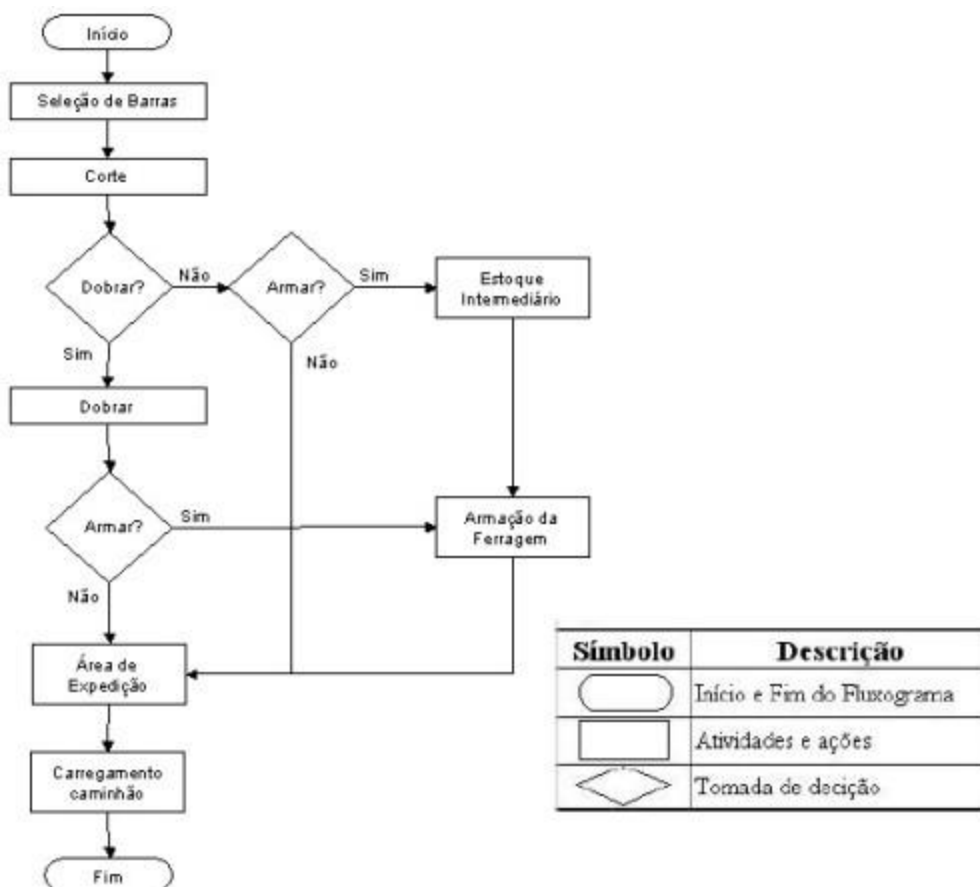 Início
Seleção de Barras
Corte
Dobrar?
Não
Armar?
Sim
Estoque
Intermediário
Sim
Não
Dobrar
Armar?
Sim
Armação da
Ferragem
Não
Área de
Expedição
Carregamento
caminhão
Fim
Símbolo Descrição
Início e Fim do Fluxograma
Atividades e ações
Tomada de decição